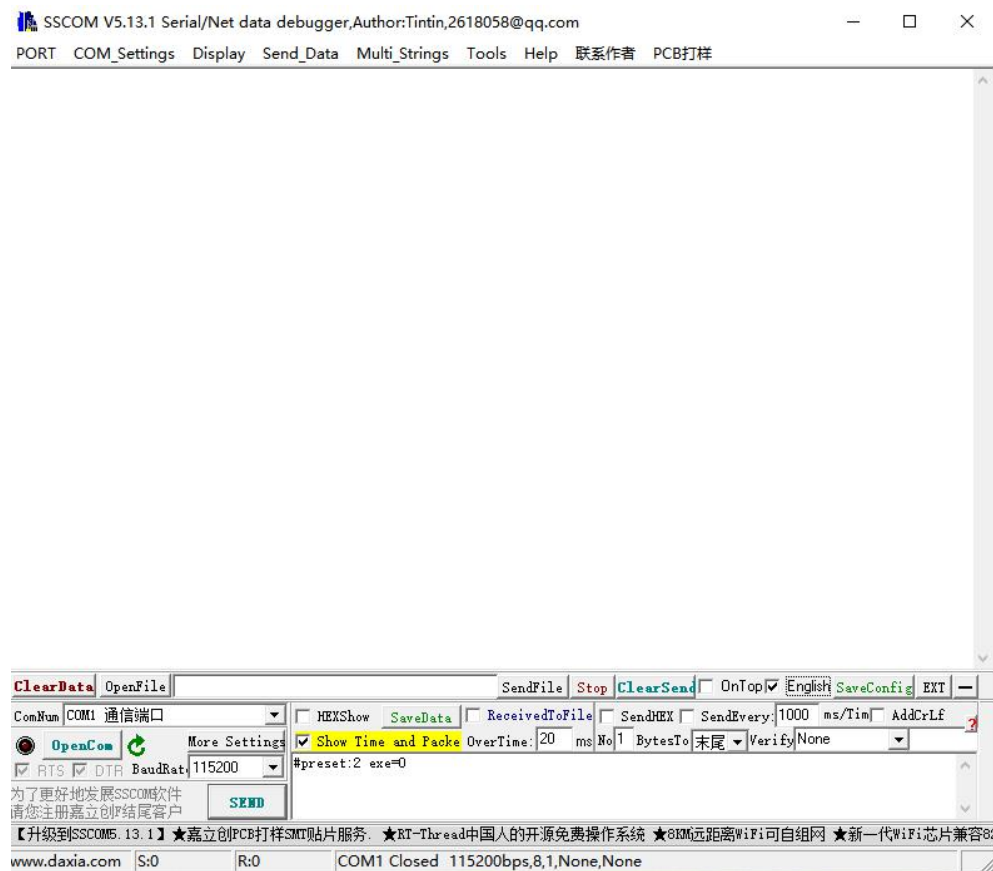 SSCOM V5.13.1 Serial/Net data debugger,Author:Tintin,2618058@qq.com
PORT COM_Settings Display Send_Data Multi_Strings Tools Help 联系作者 PCB打样
ClearData OpenFile SendFile Stop ClearSend OnTop English SaveConfig EXT —
ComNum COM1 通信端口 HEXShow SaveData ReceivedToFile SendHEX SendEvery: 1000 ms/Tim AddCrLf ?
OpenCom More Settings Show Time and Packe OverTime: 20 ms No 1 BytesTo 末尾 Verify None
RTS DTR BaudRat 115200 #preset:2 exe=0
为了更好地发展SSCOM软件
请您注册嘉立创F结尾客户 SEND
【升级到SSCOM5.13.1】★嘉立创PCB打样SMT贴片服务. ★RT-Thread中国人的开源免费操作系统 ★8KM远距离WiFi可自组网 ★新一代WiFi芯片兼容82
www.daxia.com S:0 R:0 COM1 Closed 115200bps,8,1,None,None